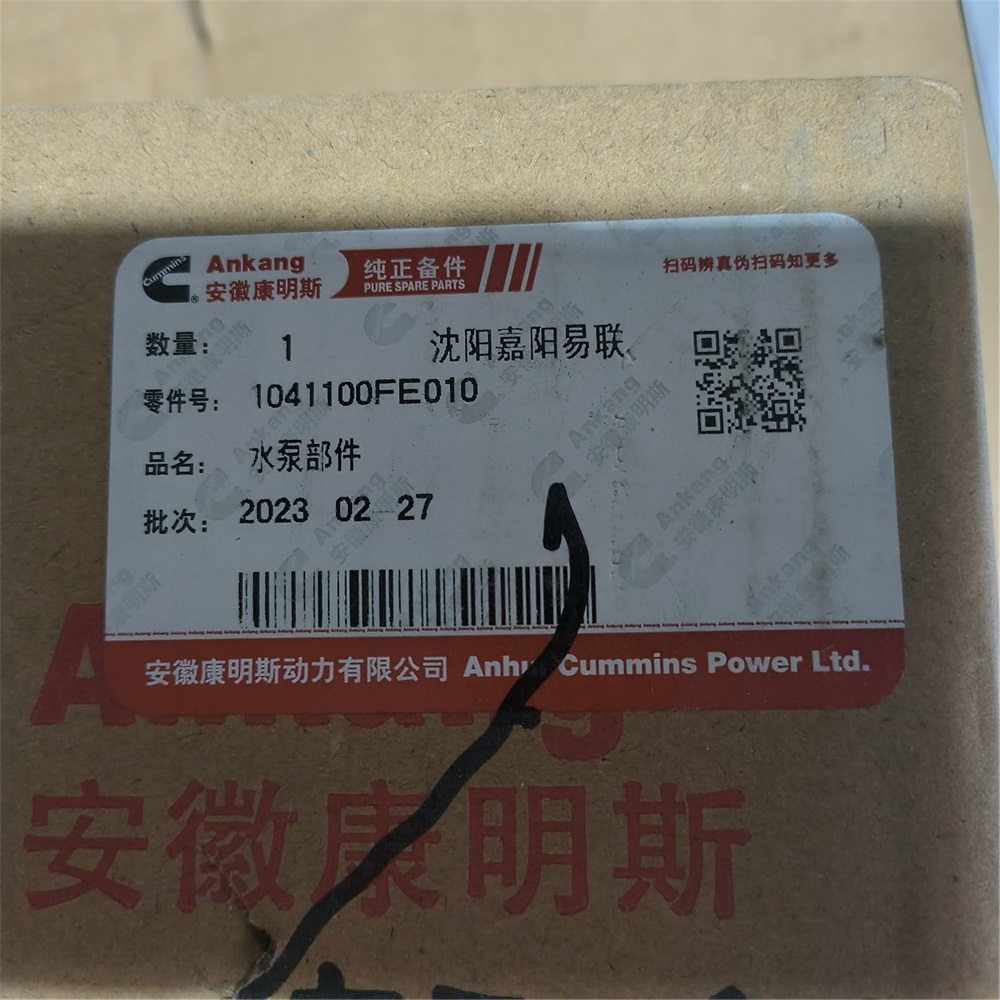 Cummins
Ankang
安徽康明斯
纯正备件
PURE SPARE PARTS
扫码辨真伪扫码知更多
数量： 1 沈阳嘉阳易联
零件号： 1041100FE010
品名： 水泵部件
批次： 2023 02 27
安徽康明斯动力有限公司 Anhui Cummins Power Ltd.
Ankang
安徽康明斯